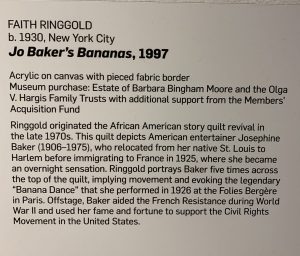 FAITH RINGGOLD
b. 1930, New York City
Jo Baker's Bananas, 1997
Acrylic on canvas with pieced fabric border
Museum purchase: Estate of Barbara Bingham Moore and the Olga
V. Hargis Family Trusts with additional support from the Members'
Acquisition Fund
Ringgold originated the African American story quilt revival in
the late 1970s. This quilt depicts American entertainer Josephine
Baker (1906–1975), who relocated from her native St. Louis to
Harlem before immigrating to France in 1925, where she became
an overnight sensation. Ringgold portrays Baker five times across
the top of the quilt, implying movement and evoking the legendary
"Banana Dance" that she performed in 1926 at the Folies Bergère
in Paris. Offstage, Baker aided the French Resistance during World
War II and used her fame and fortune to support the Civil Rights
Movement in the United States.